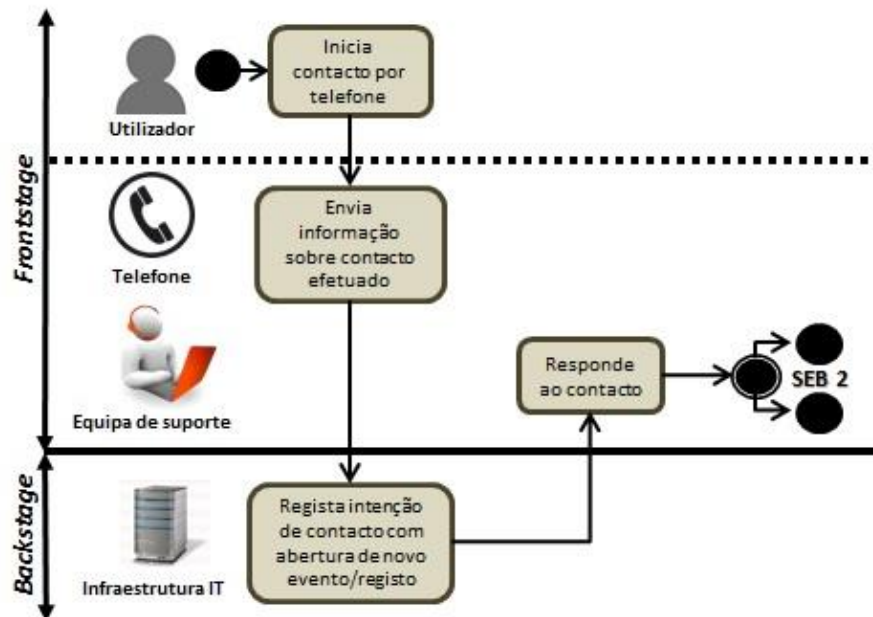 Frontstage
Backstage
Utilizador
Inicia
contacto por
telefone
Telefone
Envia
informação
sobre contacto
efetuado
Equipa de suporte
Responde
ao contacto
SEB 2
Infraestrutura IT
Regista intenção
de contacto com
abertura de novo
evento/registo